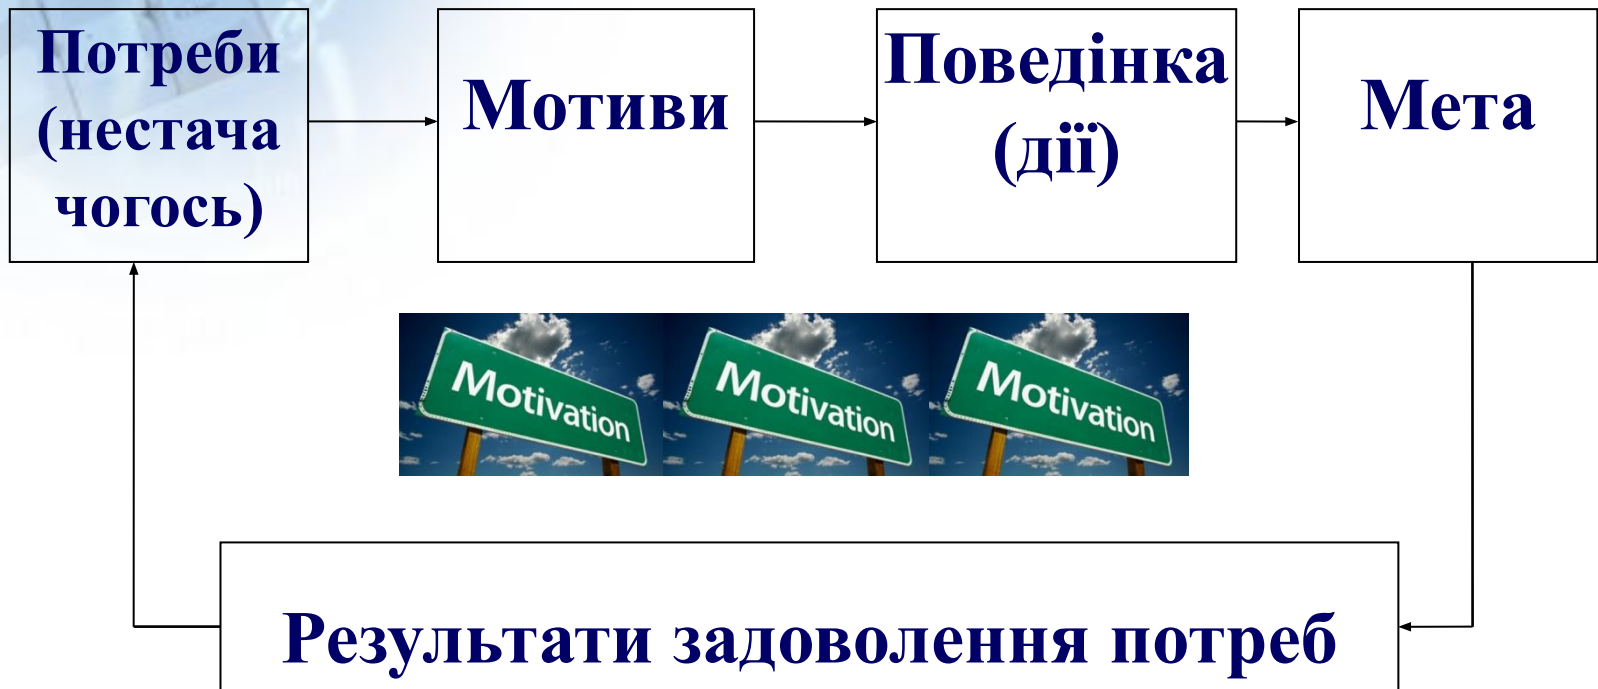 Потреби
(нестача
чогось)
Мотиви
Поведінка
(дії)
Мета
Motivation
Motivation
Motivation
Результати задоволення потреб